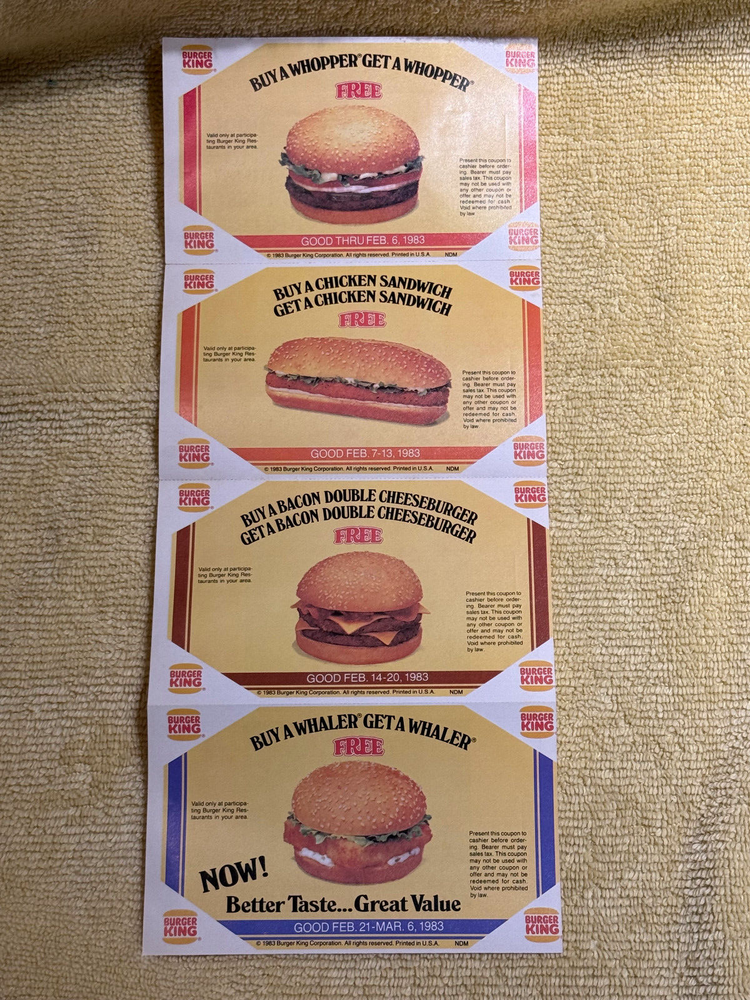 BURGER KING®
BURGER KING
BUY A WHOPPER® GET A WHOPPER®
FREE
Valid only at participa-
ting Burger King Res-
taurants in your area.
Present this coupon to
cashier before order-
ing. Bearer must pay
sales tax. This coupon
may not be used with
any other coupon or
offer and may not be
redeemed for cash.
Void where prohibited
by law.
BURGER KING®
BURGER KING
GOOD THRU FEB. 6, 1983
© 1983 Burger King Corporation. All rights reserved. Printed in U.S.A. NDM
BURGER KING®
BURGER KING
BUY A CHICKEN SANDWICH
GET A CHICKEN SANDWICH
FREE
Valid only at participa-
ting Burger King Res-
taurants in your area.
Present this coupon to
cashier before order-
ing. Bearer must pay
sales tax. This coupon
may not be used with
any other coupon or
offer and may not be
redeemed for cash.
Void where prohibited
by law.
BURGER KING®
BURGER KING
GOOD FEB. 7-13, 1983
© 1983 Burger King Corporation. All rights reserved. Printed in U.S.A. NDM
BURGER KING®
BURGER KING
BUY A BACON DOUBLE CHEESEBURGER
GET A BACON DOUBLE CHEESEBURGER
FREE
Valid only at participa-
ting Burger King Res-
taurants in your area.
Present this coupon to
cashier before order-
ing. Bearer must pay
sales tax. This coupon
may not be used with
any other coupon or
offer and may not be
redeemed for cash.
Void where prohibited
by law.
BURGER KING®
BURGER KING
GOOD FEB. 14-20, 1983
© 1983 Burger King Corporation. All rights reserved. Printed in U.S.A. NDM
BURGER KING®
BURGER KING
BUY A WHALER® GET A WHALER®
FREE
Valid only at participa-
ting Burger King Res-
taurants in your area.
Present this coupon to
cashier before order-
ing. Bearer must pay
sales tax. This coupon
may not be used with
any other coupon or
offer and may not be
redeemed for cash.
Void where prohibited
by law.
NOW!
Better Taste...Great Value
BURGER KING®
BURGER KING
GOOD FEB. 21-MAR. 6, 1983
© 1983 Burger King Corporation. All rights reserved. Printed in U.S.A. NDM